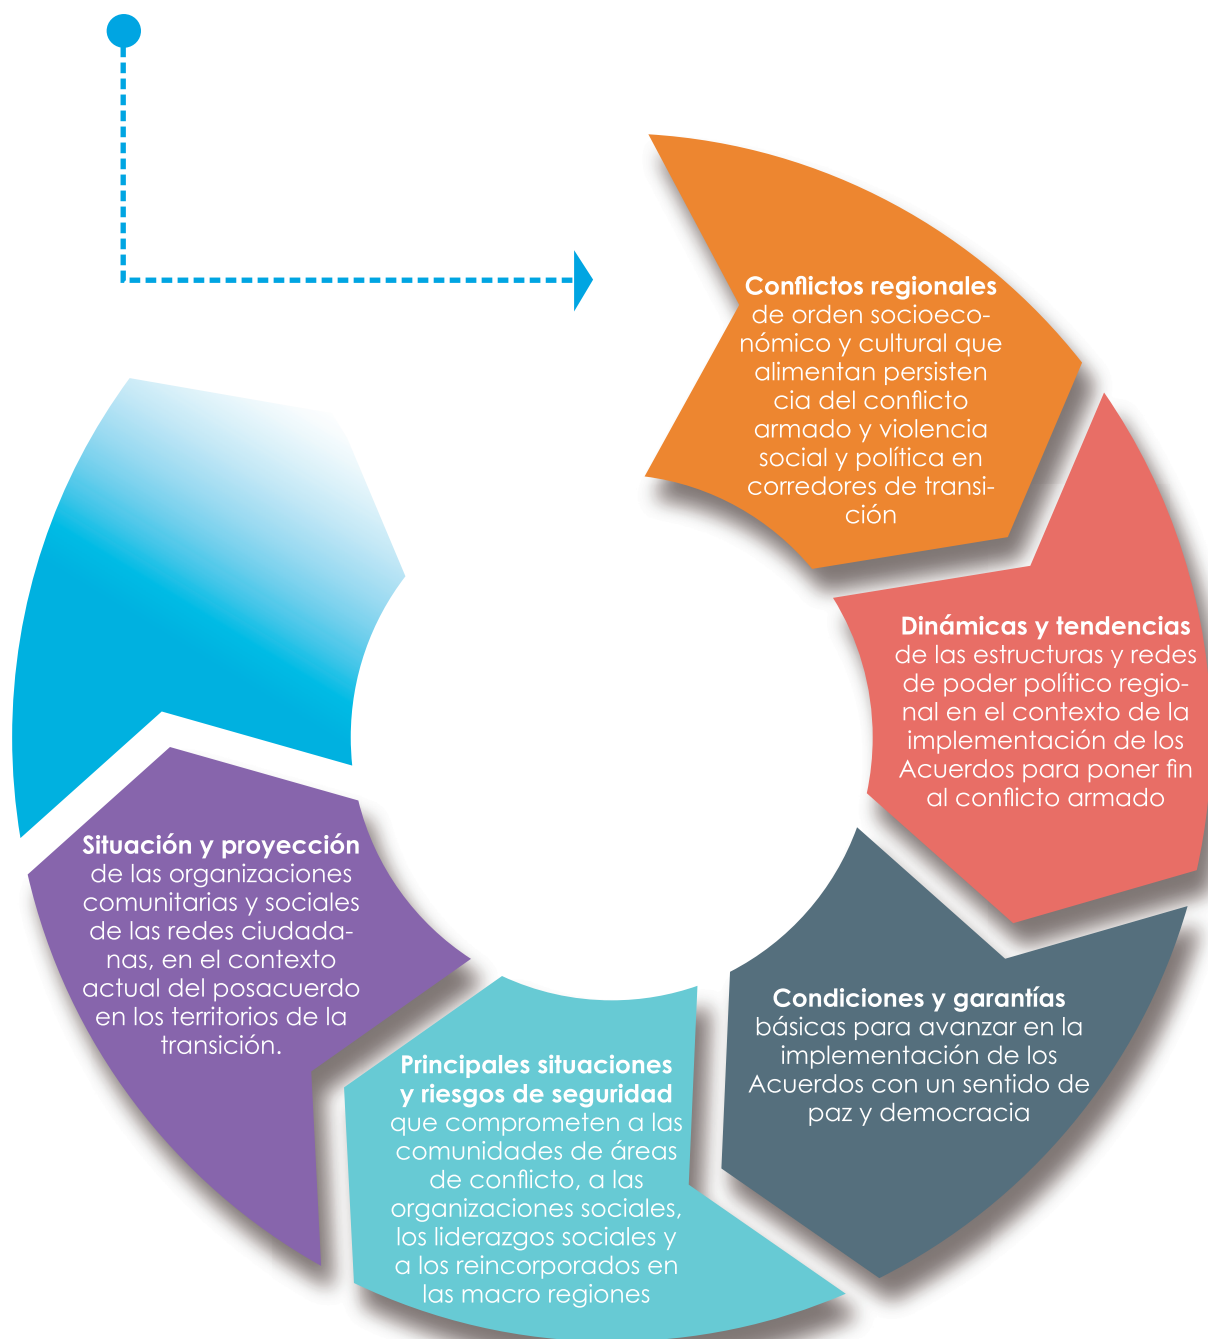 Conflictos regionales
de orden socioeco-
nómico y cultural que
alimentan persisten
cia del conflicto
armado y violencia
social y política en
corredores de transi-
ción
Dinámicas y tendencias
de las estructuras y redes
de poder político regio-
nal en el contexto de la
implementación de los
Acuerdos para poner fin
al conflicto armado
Condiciones y garantías
básicas para avanzar en la
implementación de los
Acuerdos con un sentido de
paz y democracia
Principales situaciones
y riesgos de seguridad
que comprometen a las
comunidades de áreas
de conflicto, a las
organizaciones sociales,
los liderazgos sociales y
a los reincorporados en
las macro regiones
Situación y proyección
de las organizaciones
comunitarias y sociales
de las redes ciudada-
nas, en el contexto
actual del posacuerdo
en los territorios de la
transición.